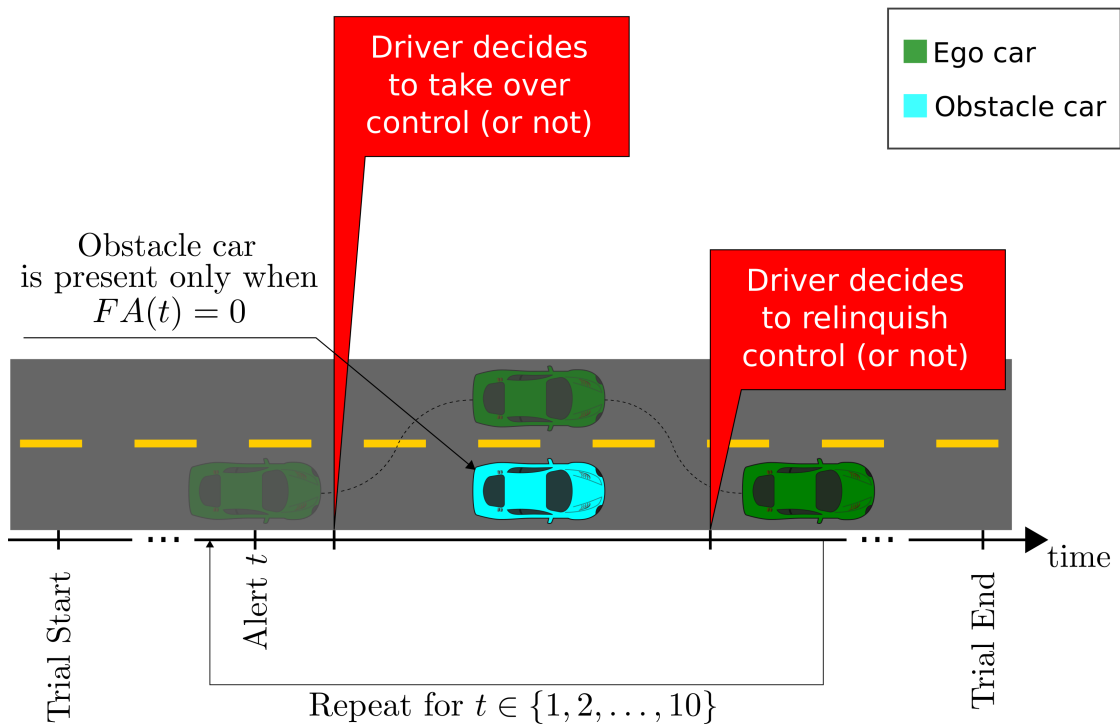 Driver decides
to take over
control (or not)
Ego car
Obstacle car
Obstacle car
is present only when
FA(t) = 0
Driver decides
to relinquish
control (or not)
...
...
time
Trial Start
Alert t
Trial End
Repeat for t ∈ {1, 2, . . . , 10}